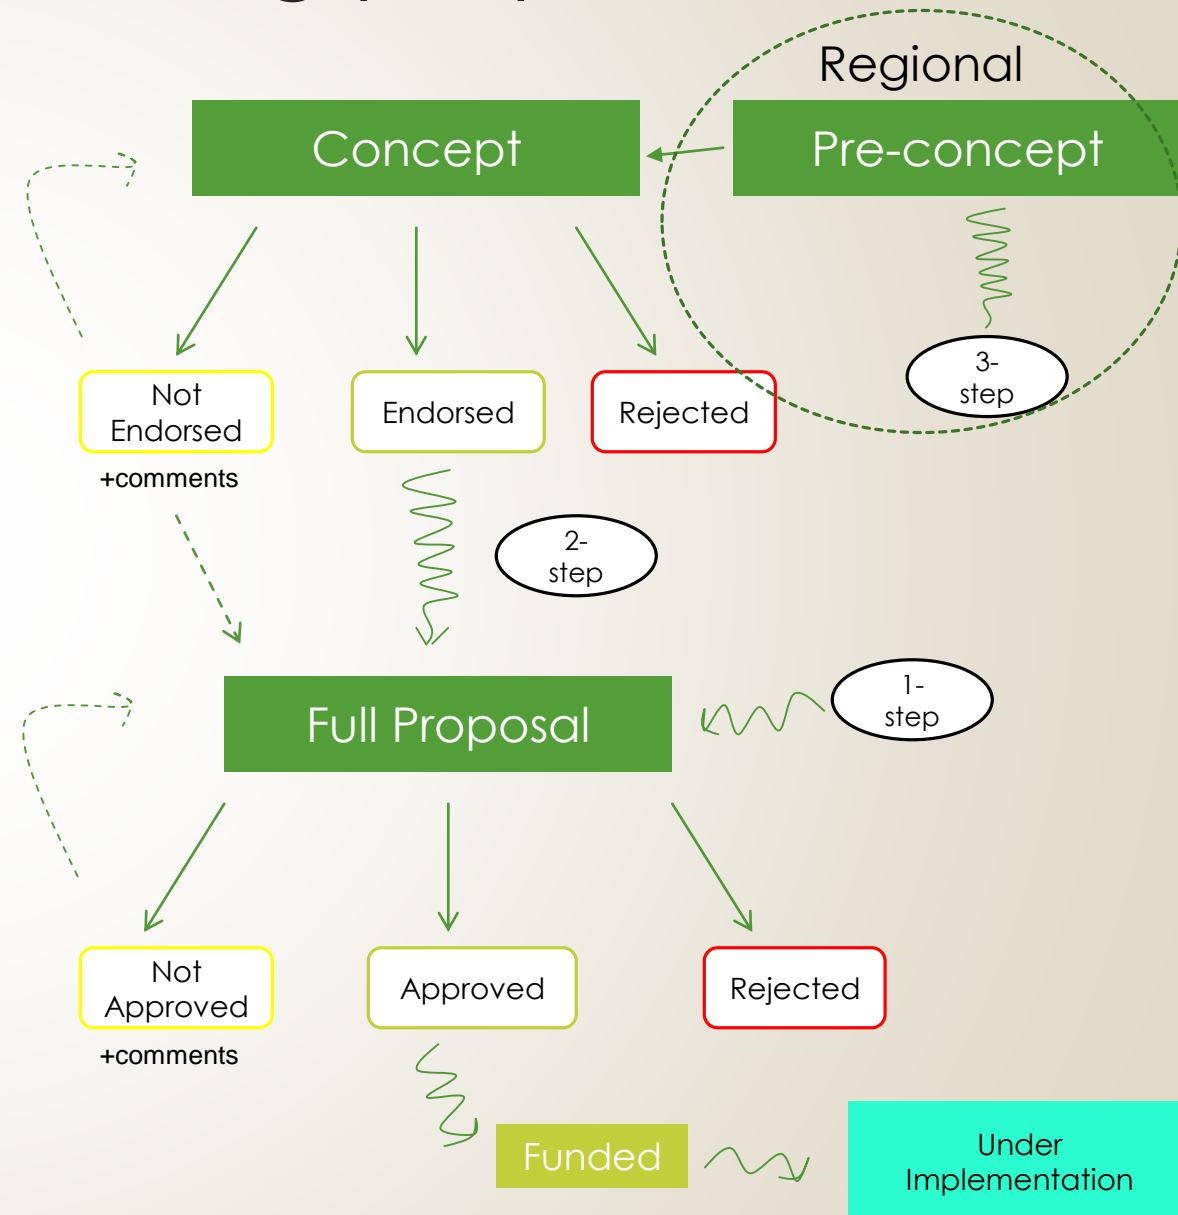 Regional
Concept
Pre-concept
Not
Endorsed
+comments
Endorsed
Rejected
3-
step
2-
step
1-
step
Full Proposal
Not
Approved
+comments
Approved
Rejected
Funded
Under
Implementation